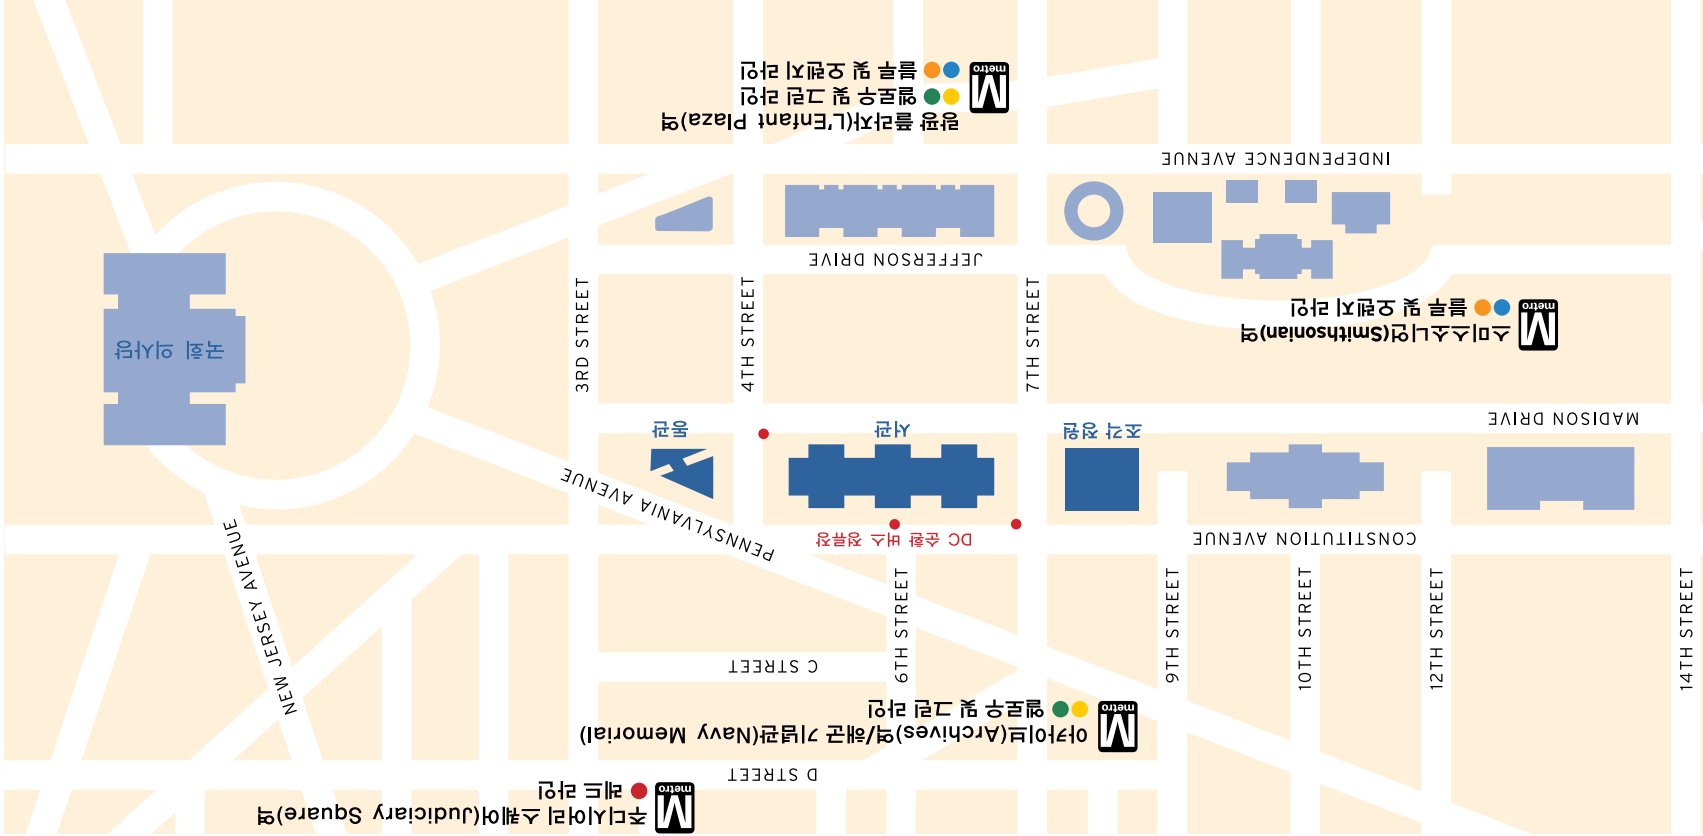 M
metro
주디시어리 스퀘어(Judiciary Square)역
레드 라인
D STREET
M
metro
아카이브(Archives)역/해군 기념관(Navy Memorial)
옐로우 및 그린 라인
C STREET
14TH STREET
12TH STREET
10TH STREET
9TH STREET
6TH STREET
NEW JERSEY AVENUE
CONSTITUTION AVENUE
DC 순환 버스 정류장
PENNSYLVANIA AVENUE
조각 정원
서관
동관
MADISON DRIVE
M
metro
스미스소니언(Smithsonian)역
블루 및 오렌지 라인
7TH STREET
4TH STREET
3RD STREET
국회 의사당
JEFFERSON DRIVE
INDEPENDENCE AVENUE
M
metro
랑팡 플라자(L'Enfant Plaza)역
옐로우 및 그린 라인
블루 및 오렌지 라인